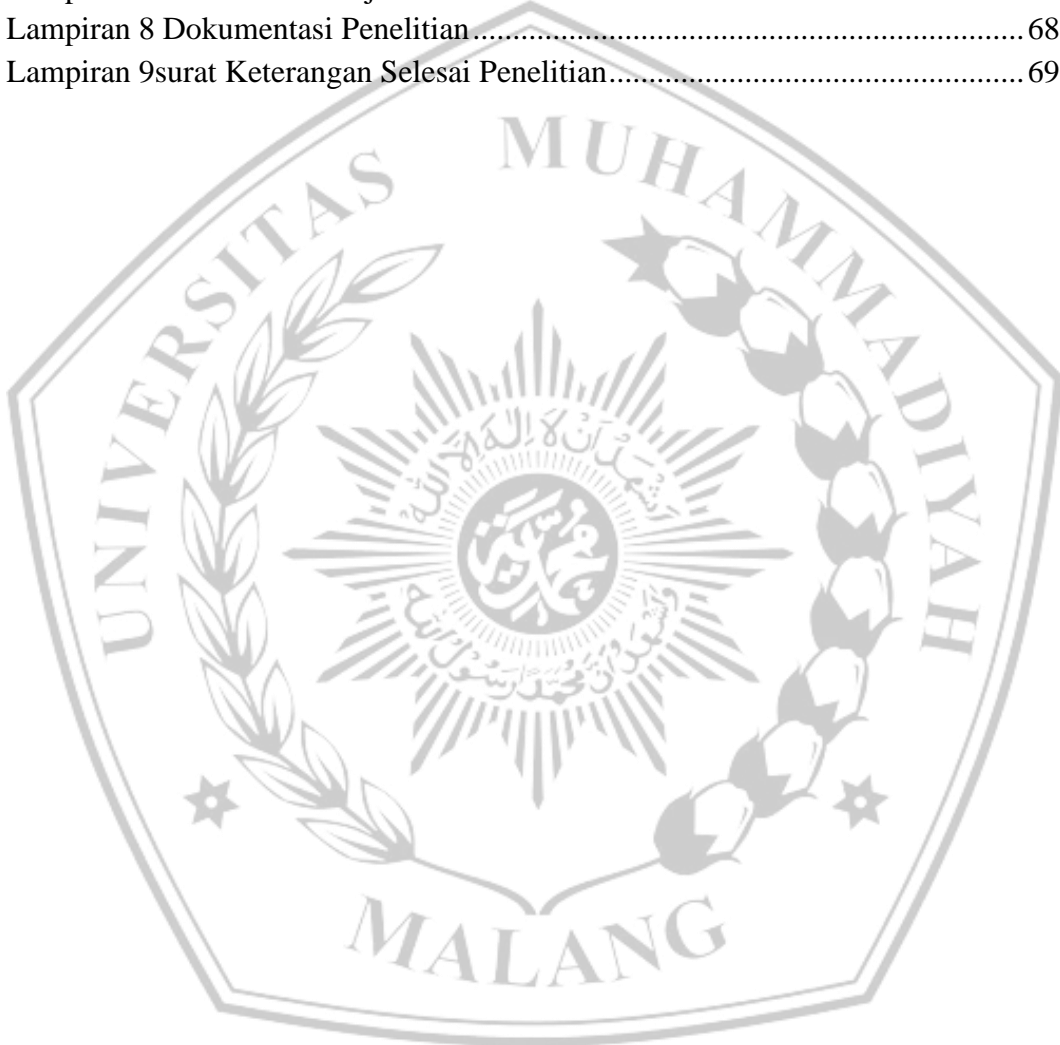 Lampiran 8 Dokumentasi Penelitian.......................................................................68
Lampiran 9surat Keterangan Selesai Penelitian......................................................69
UNIVERSITAS MUHAMMADIYAH
MALANG